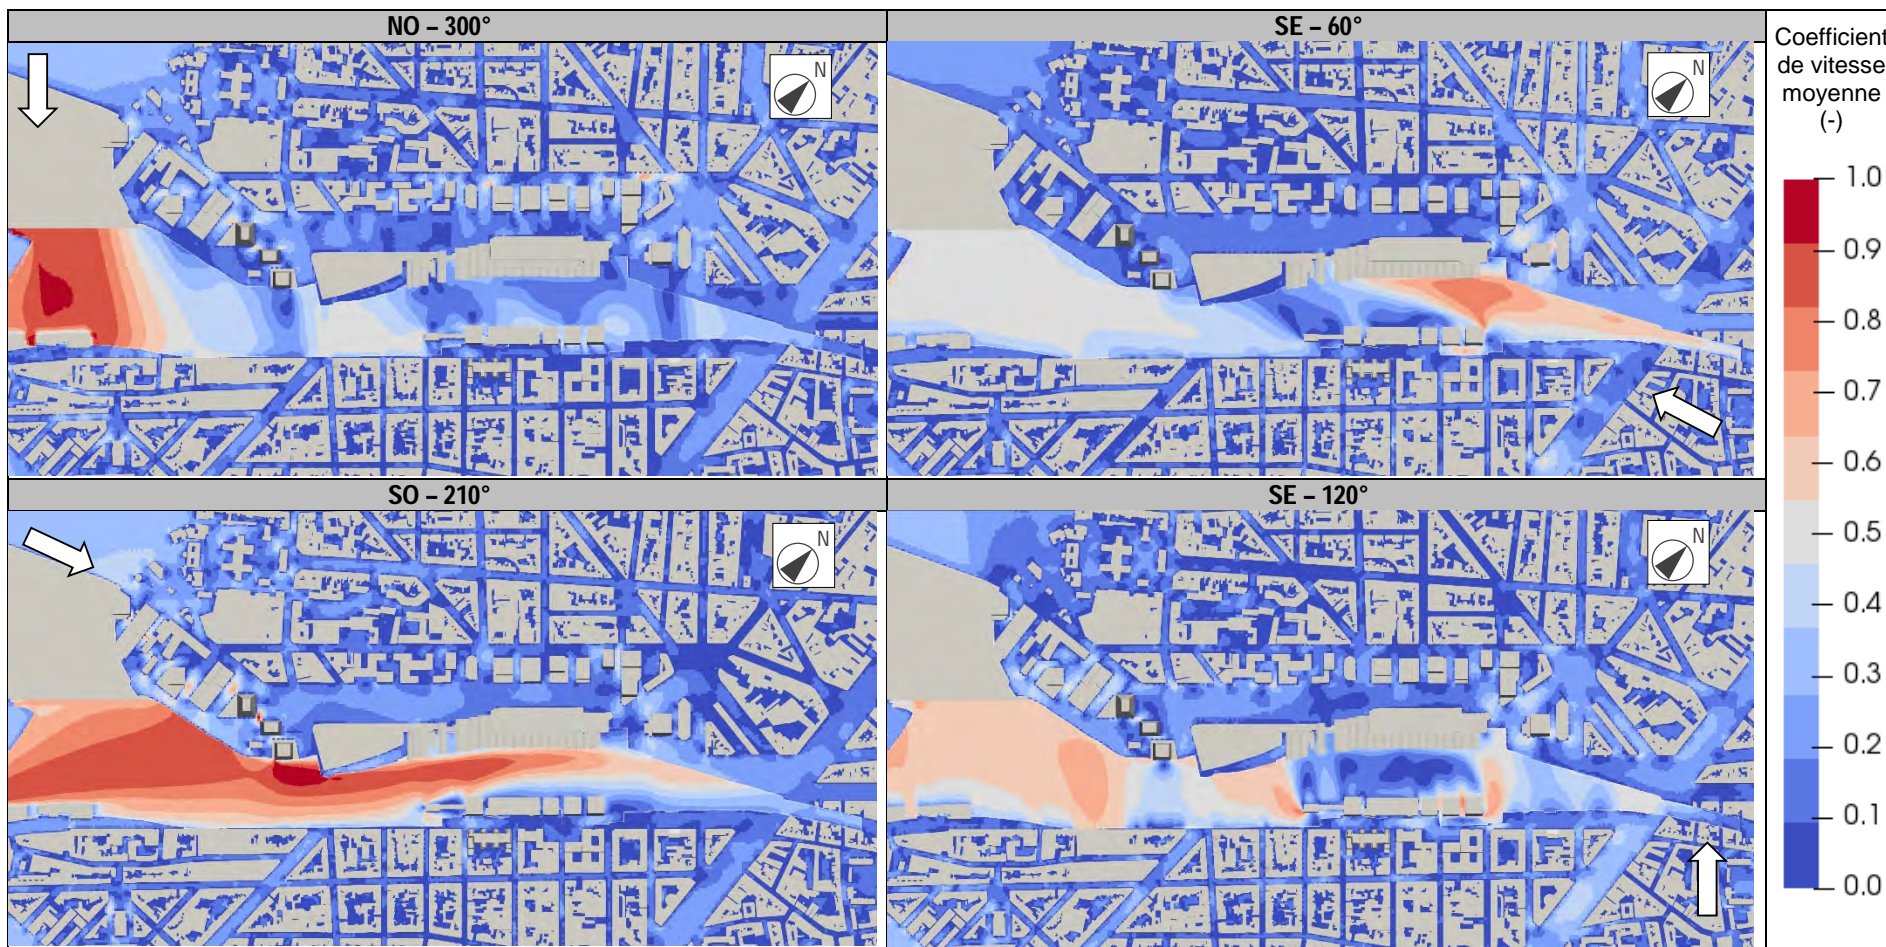 NO – 300°
SE – 60°
N
N
SO – 210°
SE – 120°
N
N
Coefficient
de vitesse
moyenne
(-)
1.0
0.9
0.8
0.7
0.6
0.5
0.4
0.3
0.2
0.1
0.0